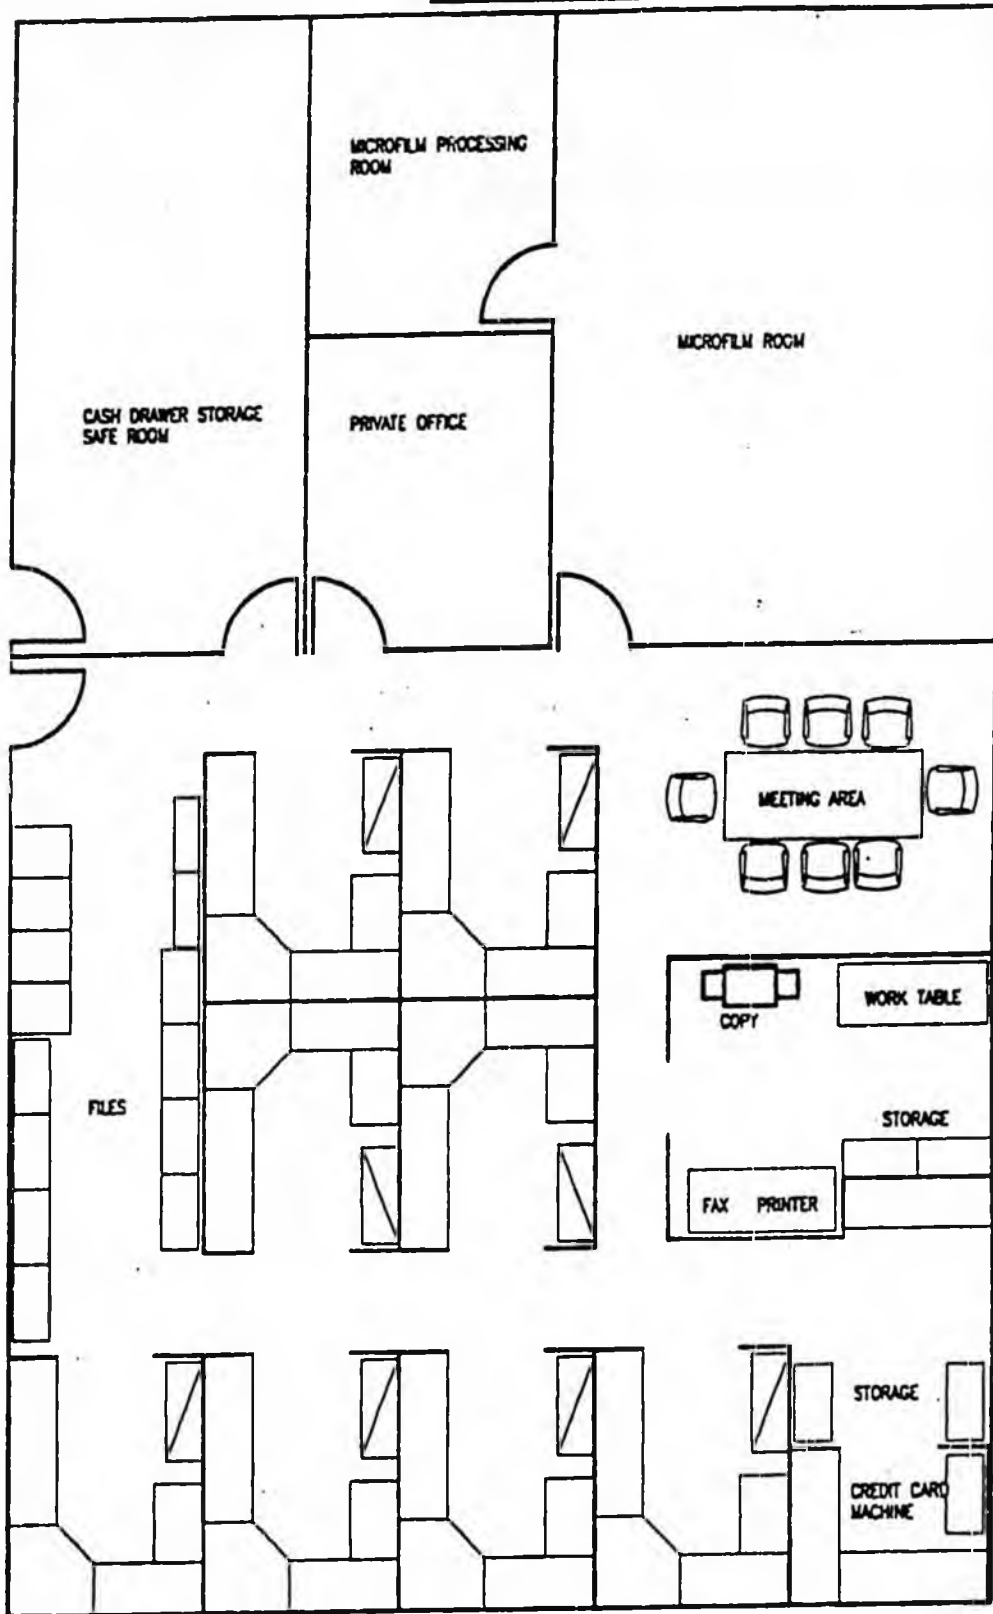 MICROFILM PROCESSING
ROOM
MICROFILM ROOM
CASH DRAWER STORAGE
SAFE ROOM
PRIVATE OFFICE
MEETING AREA
WORK TABLE
COPY
FILES
STORAGE
FAX PRINTER
STORAGE
CREDIT CARD
MACHINE